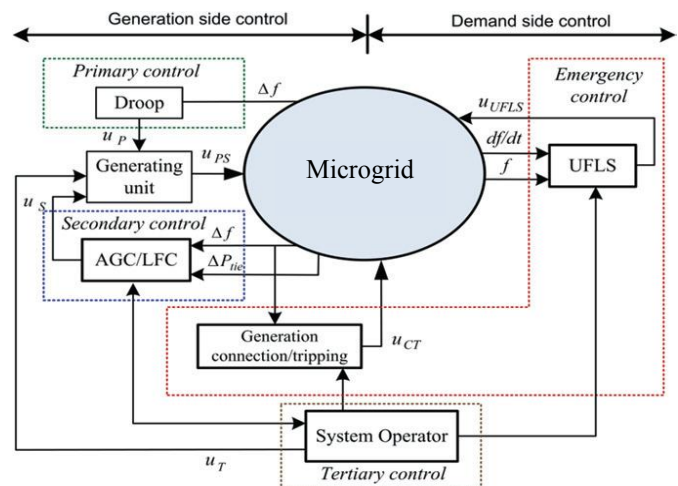 Generation side control
Demand side control
Primary control
Emergency
control
Droop
Δf
u_P
Generating
unit
u_PS
Microgrid
u_UFLS
df/dt
f
UFLS
u_S
Secondary control
AGC/LFC
Δf
ΔP_tie
Generation
connection/tripping
u_CT
System Operator
u_T
Tertiary control